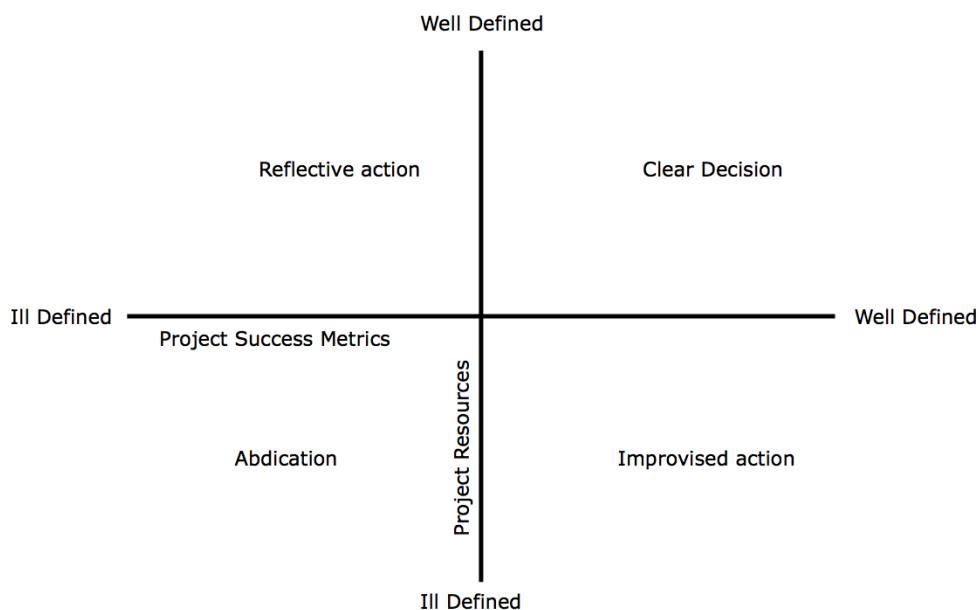 Well Defined
Reflective action
Clear Decision
Ill Defined
Well Defined
Project Success Metrics
Project Resources
Abdication
Improvised action
Ill Defined